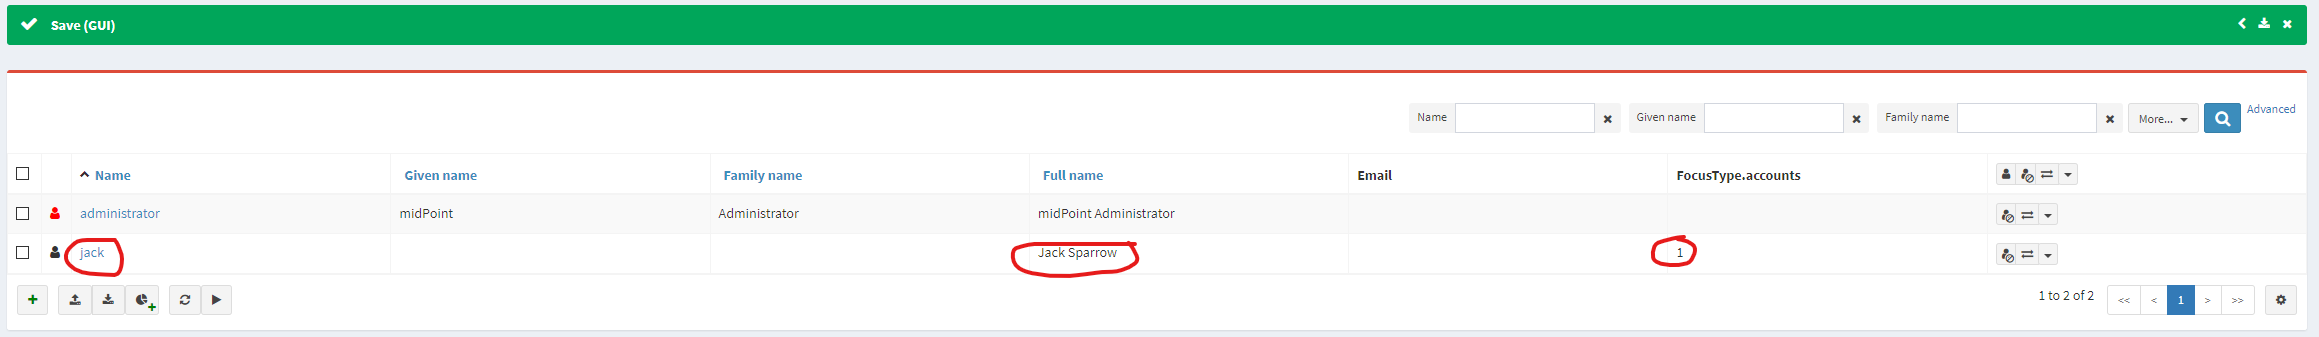 Save (GUI)
Name Given name Family name More... Advanced
Name Given name Family name Full name Email FocusType.accounts
administrator midPoint Administrator midPoint Administrator
jack Jack Sparrow 1
1 to 2 of 2 << < 1 > >>